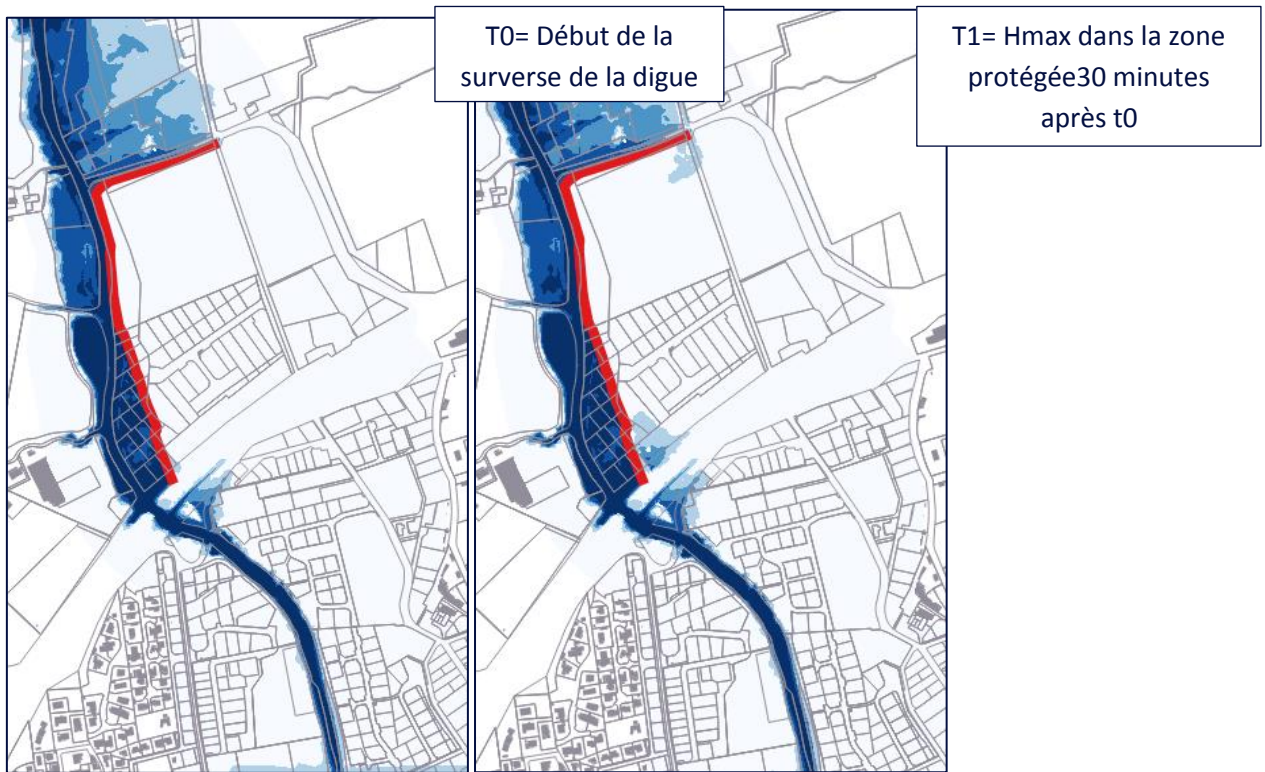 T0= Début de la
surverse de la digue
T1= Hmax dans la zone
protégée30 minutes
après t0